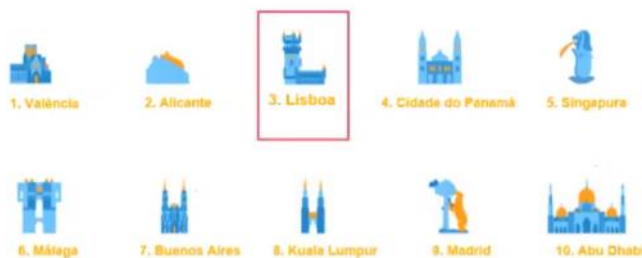 1. Valência
2. Alicante
3. Lisboa
4. Cidade do Panamá
5. Singapura
6. Málaga
7. Buenos Aires
8. Kuala Lumpur
9. Madrid
10. Abu Dhabi